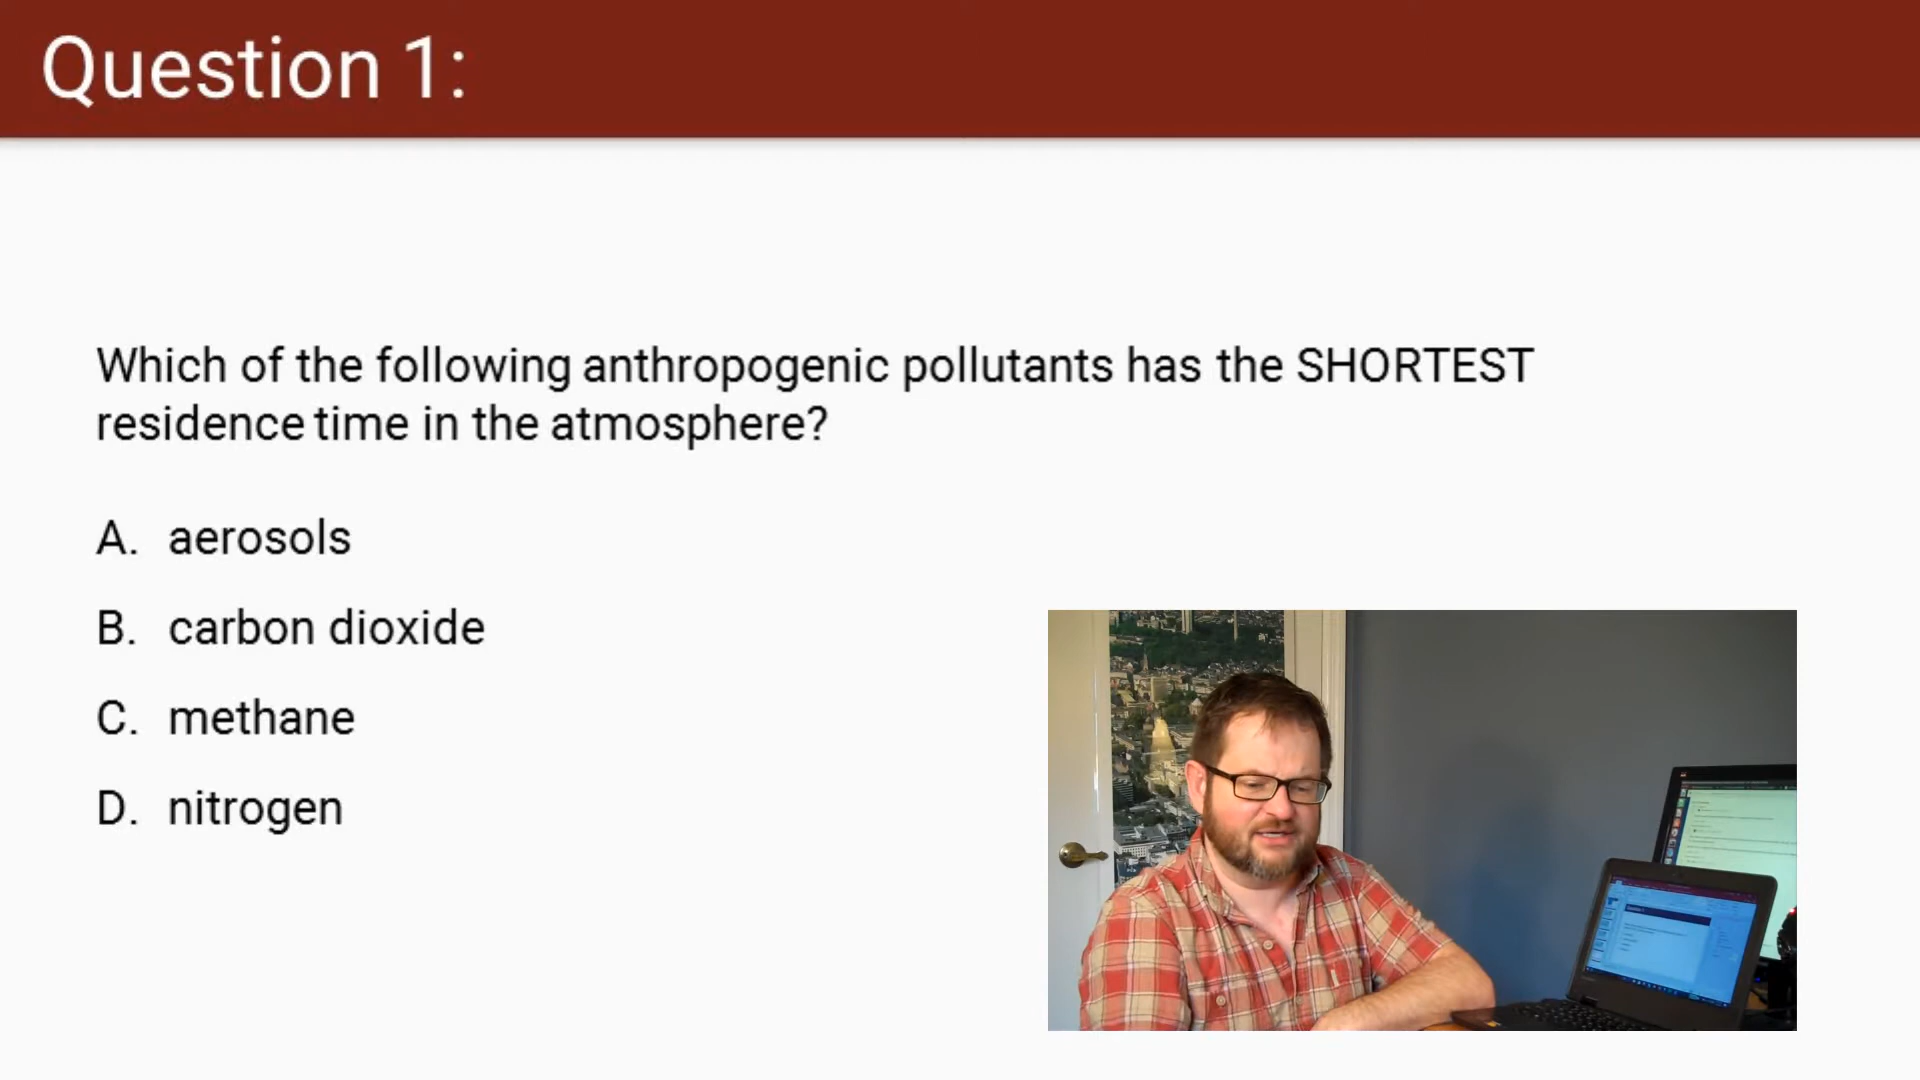 Question 1:
Which of the following anthropogenic pollutants has the SHORTEST
residence time in the atmosphere?
A. aerosols
B. carbon dioxide
C. methane
D. nitrogen